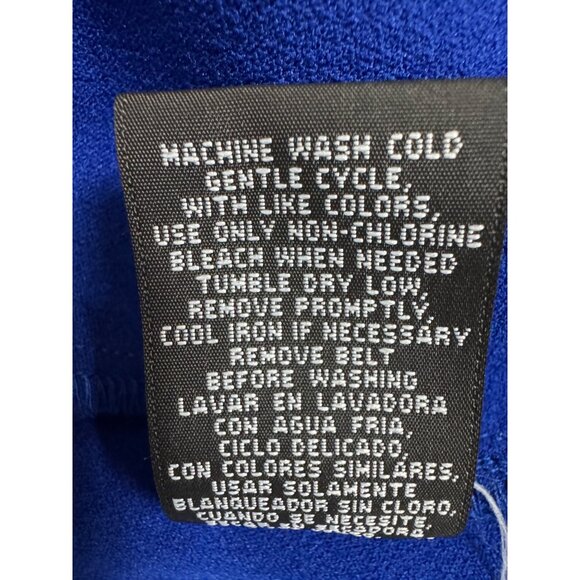 MACHINE WASH COLD
GENTLE CYCLE,
WITH LIKE COLORS,
USE ONLY NON-CHLORINE
BLEACH WHEN NEEDED
TUMBLE DRY LOW,
REMOVE PROMPTLY,
COOL IRON IF NECESSARY
REMOVE BELT
BEFORE WASHING
LAVAR EN LAVADORA
CON AGUA FRIA,
CICLO DELICADO,
CON COLORES SIMILARES,
USAR SOLAMENTE
BLANQUEADOR SIN CLORO,
CUANDO SE NECESITE,